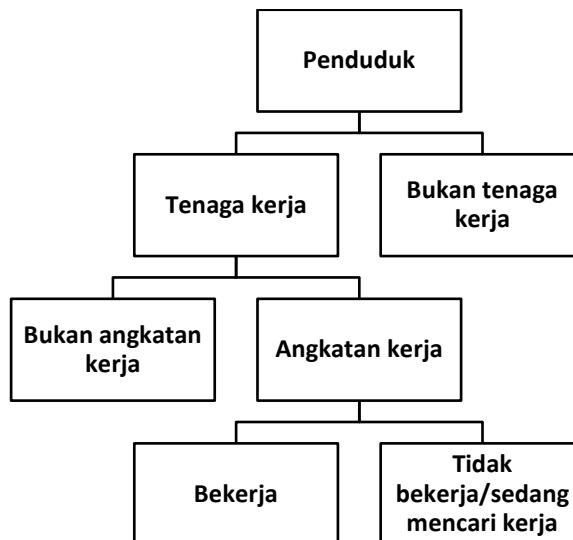 Penduduk
Tenaga kerja
Bukan tenaga
kerja
Bukan angkatan
kerja
Angkatan kerja
Bekerja
Tidak
bekerja/sedang
mencari kerja